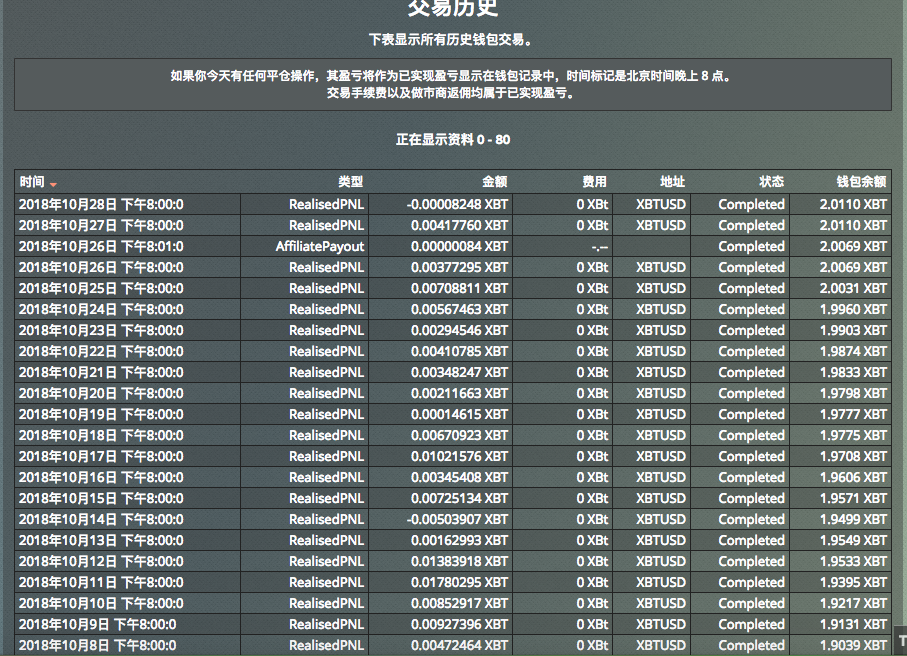 交易历史
下表显示所有历史钱包交易。
如果你今天有任何平仓操作，其盈亏将作为已实现盈亏显示在钱包记录中，时间标记是北京时间晚上 8 点。
交易手续费以及做市商返佣均属于已实现盈亏。
正在显示资料 0 - 80
时间 类型 金额 费用 地址 状态 钱包余额
2018年10月28日 下午8:00:0 RealisedPNL -0.00008248 XBT 0 XBt XBTUSD Completed 2.0110 XBT
2018年10月27日 下午8:00:0 RealisedPNL 0.00417760 XBT 0 XBt XBTUSD Completed 2.0110 XBT
2018年10月26日 下午8:01:0 AffiliatePayout 0.00000084 XBT -.-- Completed 2.0069 XBT
2018年10月26日 下午8:00:0 RealisedPNL 0.00377295 XBT 0 XBt XBTUSD Completed 2.0069 XBT
2018年10月25日 下午8:00:0 RealisedPNL 0.00708811 XBT 0 XBt XBTUSD Completed 2.0031 XBT
2018年10月24日 下午8:00:0 RealisedPNL 0.00567463 XBT 0 XBt XBTUSD Completed 1.9960 XBT
2018年10月23日 下午8:00:0 RealisedPNL 0.00294546 XBT 0 XBt XBTUSD Completed 1.9903 XBT
2018年10月22日 下午8:00:0 RealisedPNL 0.00410785 XBT 0 XBt XBTUSD Completed 1.9874 XBT
2018年10月21日 下午8:00:0 RealisedPNL 0.00348247 XBT 0 XBt XBTUSD Completed 1.9833 XBT
2018年10月20日 下午8:00:0 RealisedPNL 0.00211663 XBT 0 XBt XBTUSD Completed 1.9798 XBT
2018年10月19日 下午8:00:0 RealisedPNL 0.00014615 XBT 0 XBt XBTUSD Completed 1.9777 XBT
2018年10月18日 下午8:00:0 RealisedPNL 0.00670923 XBT 0 XBt XBTUSD Completed 1.9775 XBT
2018年10月17日 下午8:00:0 RealisedPNL 0.01021576 XBT 0 XBt XBTUSD Completed 1.9708 XBT
2018年10月16日 下午8:00:0 RealisedPNL 0.00345408 XBT 0 XBt XBTUSD Completed 1.9606 XBT
2018年10月15日 下午8:00:0 RealisedPNL 0.00725134 XBT 0 XBt XBTUSD Completed 1.9571 XBT
2018年10月14日 下午8:00:0 RealisedPNL -0.00503907 XBT 0 XBt XBTUSD Completed 1.9499 XBT
2018年10月13日 下午8:00:0 RealisedPNL 0.00162993 XBT 0 XBt XBTUSD Completed 1.9549 XBT
2018年10月12日 下午8:00:0 RealisedPNL 0.01383918 XBT 0 XBt XBTUSD Completed 1.9533 XBT
2018年10月11日 下午8:00:0 RealisedPNL 0.01780295 XBT 0 XBt XBTUSD Completed 1.9395 XBT
2018年10月10日 下午8:00:0 RealisedPNL 0.00852917 XBT 0 XBt XBTUSD Completed 1.9217 XBT
2018年10月9日 下午8:00:0 RealisedPNL 0.00927396 XBT 0 XBt XBTUSD Completed 1.9131 XBT
2018年10月8日 下午8:00:0 RealisedPNL 0.00472464 XBT 0 XBt XBTUSD Completed 1.9039 XBT